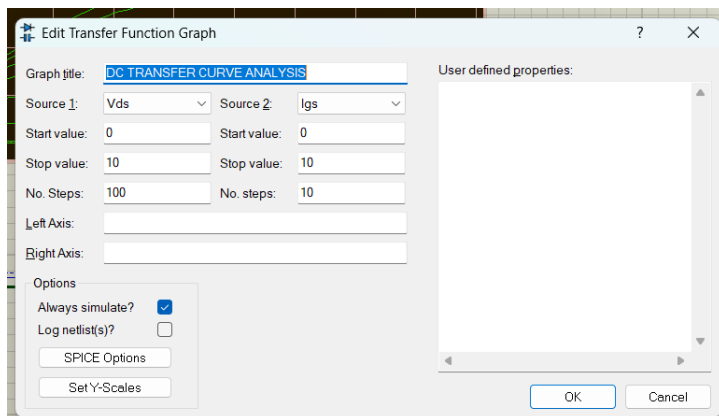 Edit Transfer Function Graph ? ×
Graph title: DC TRANSFER CURVE ANALYSIS User defined properties:
Source 1: Vds Source 2: Igs
Start value: 0 Start value: 0
Stop value: 10 Stop value: 10
No. Steps: 100 No. steps: 10
Left Axis:
Right Axis:
Options
Always simulate?
Log netlist(s)?
SPICE Options
Set Y-Scales
OK Cancel